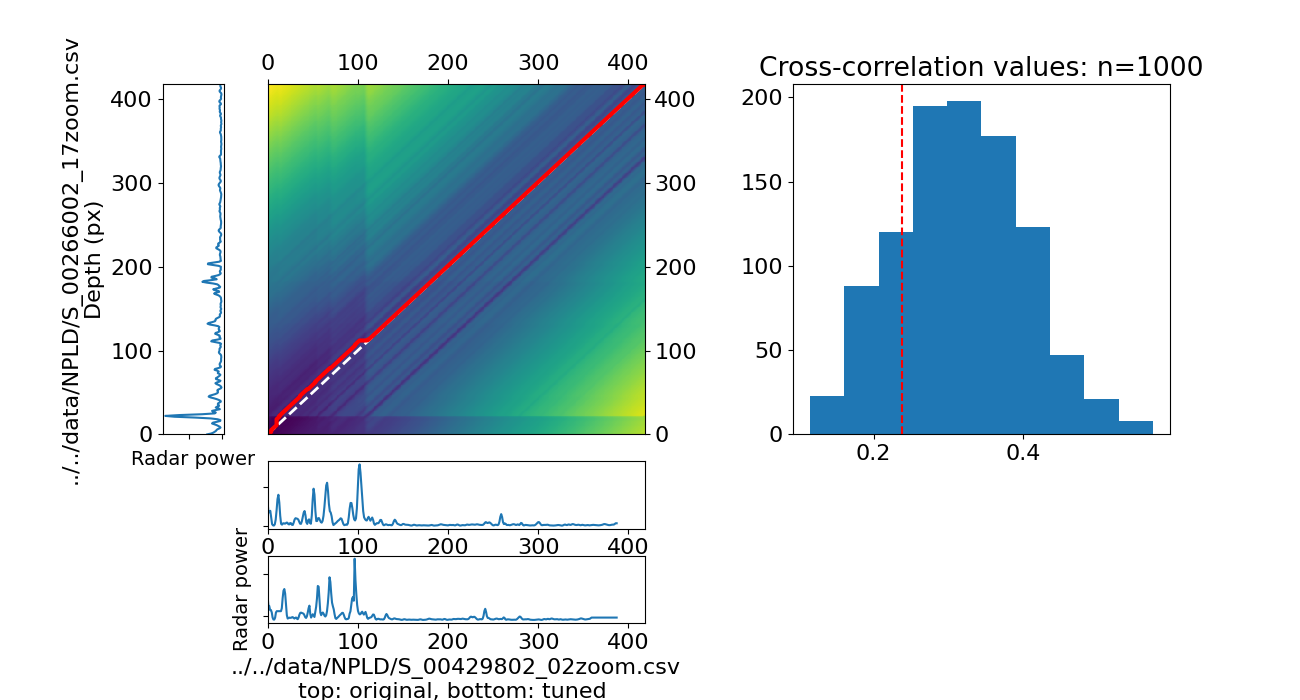 Cross-correlation values: n=1000
0 100 200 300 400
../../data/NPLD/S_00266002_17zoom.csv
Depth (px)
400
300
200
100
0
Radar power
400
300
200
100
0
200
150
100
50
0
0.2 0.4
0 100 200 300 400
Radar power
0 100 200 300 400
../../data/NPLD/S_00429802_02zoom.csv
top: original, bottom: tuned